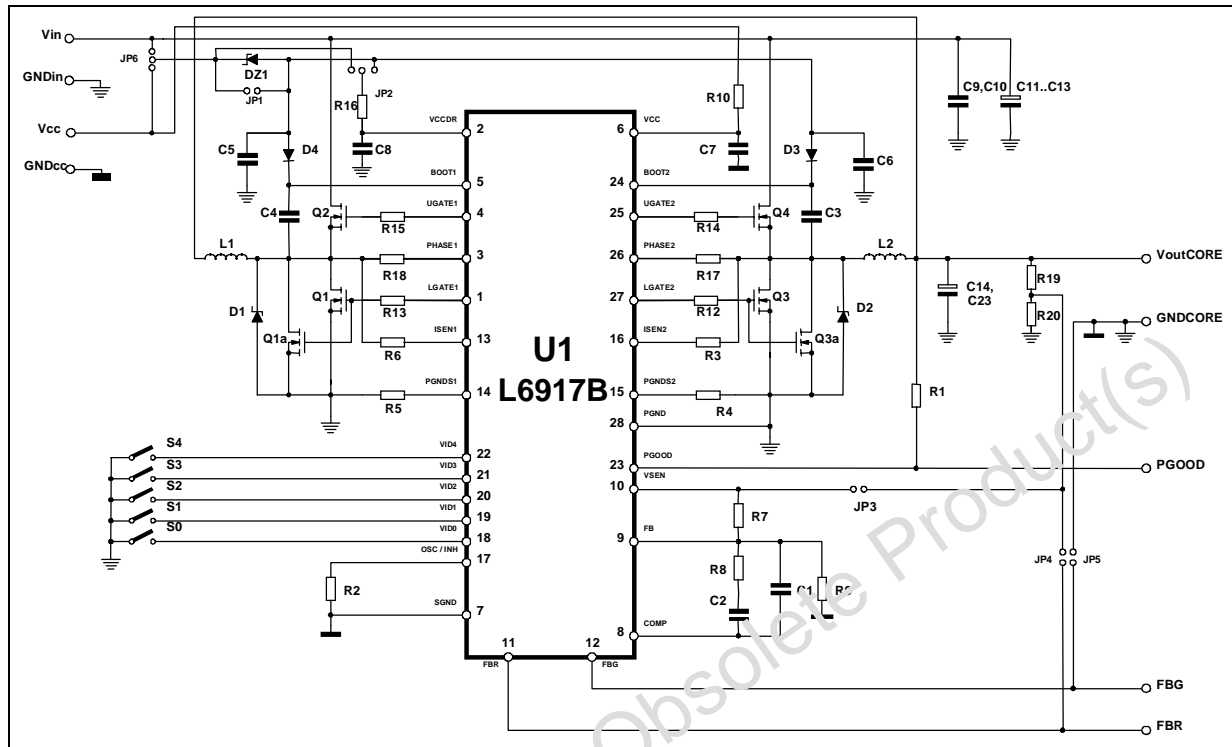 Vin
JP6
DZ1
JP1
JP2
GNDin
Vcc
GNDcc
R16
R10
C9,C10
C11..C13
VCCDR
2
6
VCC
C5
D4
C8
C7
D3
C6
BOOT1
5
24
BOOT2
C4
Q2
UGATE1
4
25
UGATE2
Q4
C3
R15
R14
L1
PHASE1
3
26
PHASE2
L2
VoutCORE
R18
R17
R19
C14,
C23
Q1
LGATE1
1
27
LGATE2
Q3
D1
R13
R12
D2
R20
GNDCORE
Q1a
ISEN1
13
16
ISEN2
Q3a
R6
R3
U1
L6917B
PGNDS1
14
15
PGNDS2
R5
R4
R1
28
PGND
S4
VID4
22
23
PGOOD
PGOOD
S3
VID3
21
VSEN
S2
VID2
20
10
JP3
S1
VID1
19
R7
S0
VID0
18
9
FB
OSC / INH
17
R8
C1
JP4
JP5
R2
C2
SGND
7
8
COMP
11
12
FBR
FBG
FBG
FBR
Obsolete Product(s)